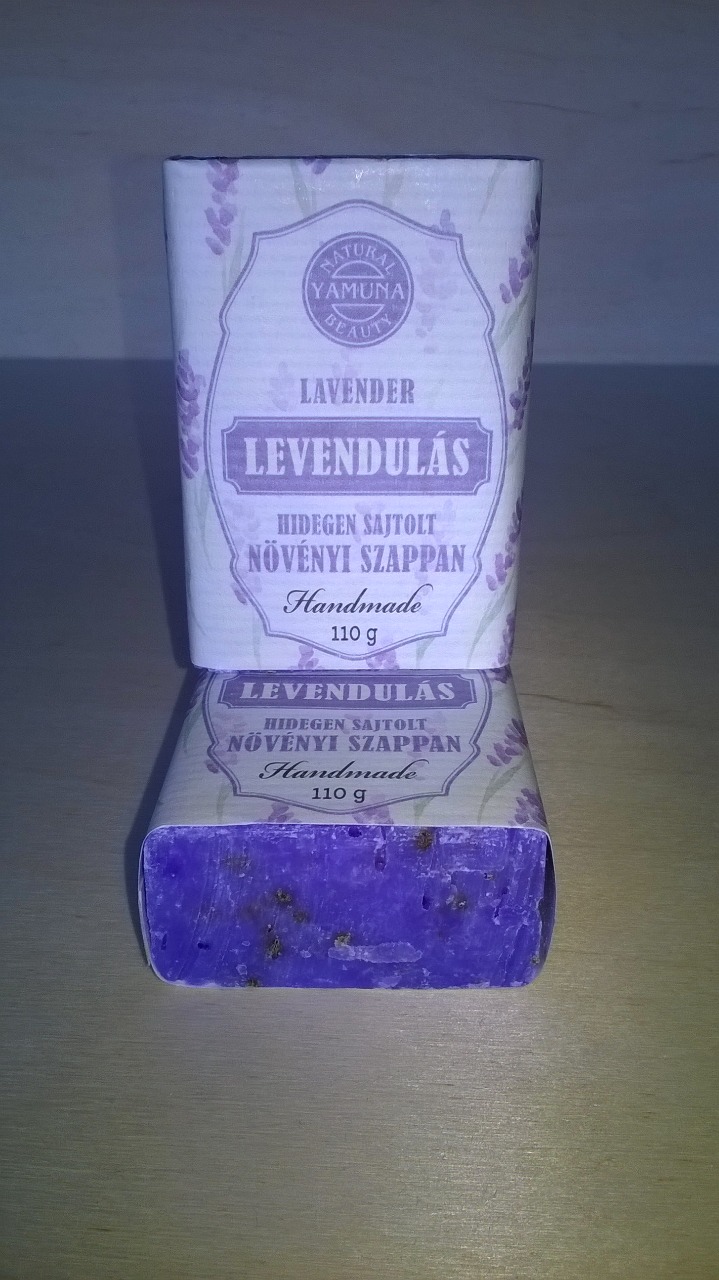 NATURAL
YAMUNA
BEAUTY
LAVENDER
LEVENDULÁS
HIDEGEN SAJTOLT
NÖVÉNYI SZAPPAN
Handmade
110 g
LEVENDULÁS
HIDEGEN SAJTOLT
NÖVÉNYI SZAPPAN
Handmade
110 g